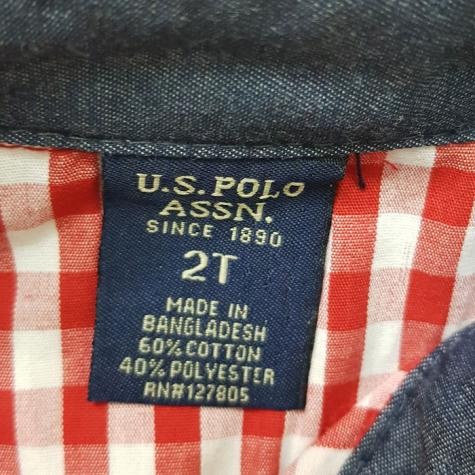 U.S. POLO
ASSN.
SINCE 1890
2T
MADE IN
BANGLADESH
60% COTTON
40% POLYESTER
RN#127805